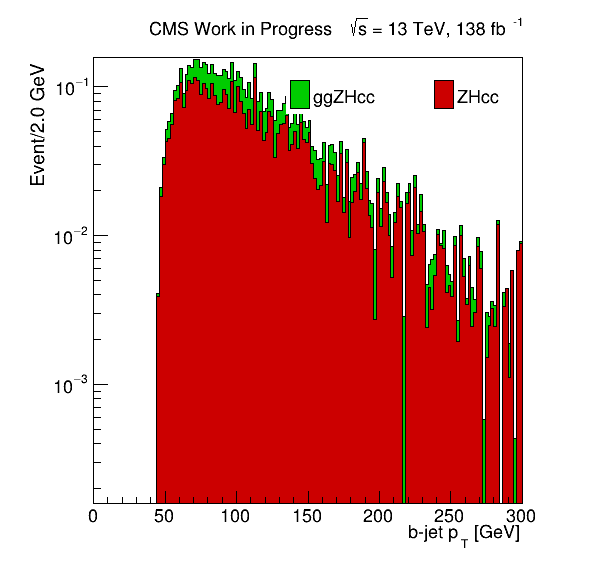 CMS Work in Progress √s = 13 TeV, 138 fb⁻¹
Event/2.0 GeV
ggZHcc ZHcc
10⁻¹
10⁻²
10⁻³
0 50 100 150 200 250 300
b-jet p_T [GeV]